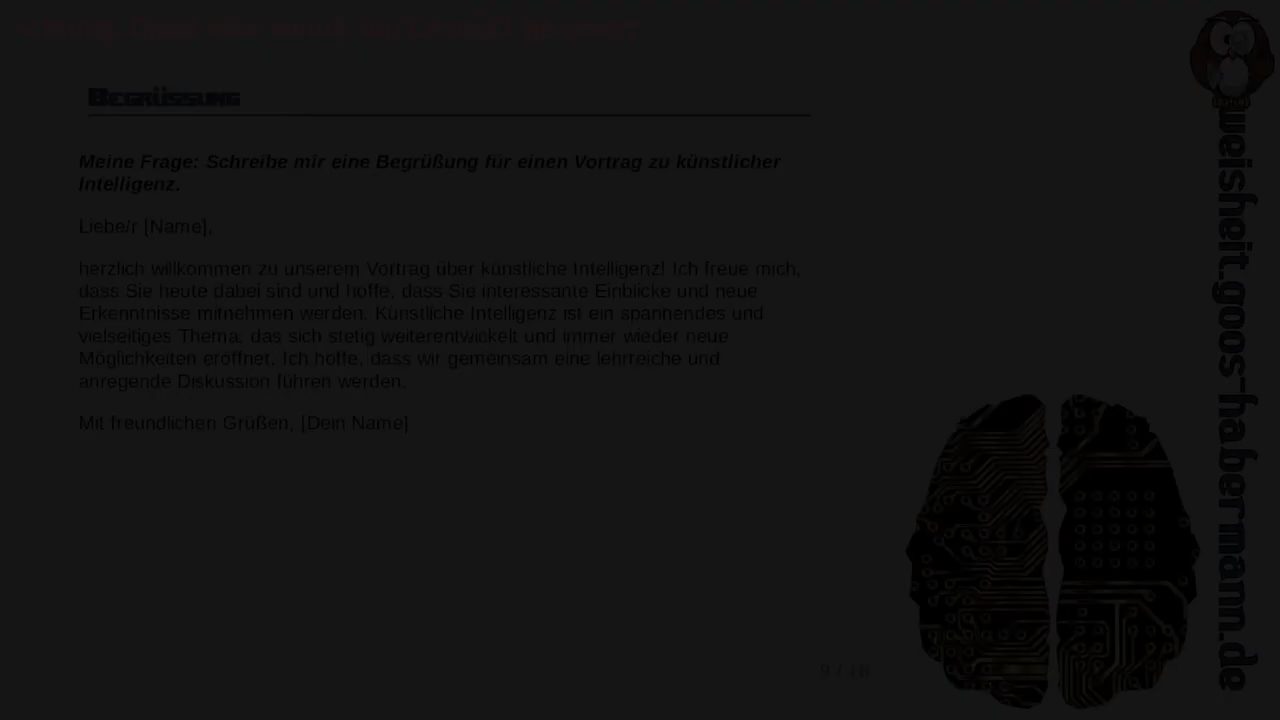 Begrüssung
Meine Frage: Schreibe mir eine Begrüßung für einen Vortrag zu künstlicher
Intelligenz.
Liebe/r [Name],
herzlich willkommen zu unserem Vortrag über künstliche Intelligenz! Ich freue mich,
dass Sie heute dabei sind und hoffe, dass Sie interessante Einblicke und neue
Erkenntnisse mitnehmen werden. Künstliche Intelligenz ist ein spannendes und
vielseitiges Thema, das sich stetig weiterentwickelt und immer wieder neue
Möglichkeiten eröffnet. Ich hoffe, dass wir gemeinsam eine lehrreiche und
anregende Diskussion führen werden.
Mit freundlichen Grüßen, [Dein Name]
weisheit.goos-habermann.de